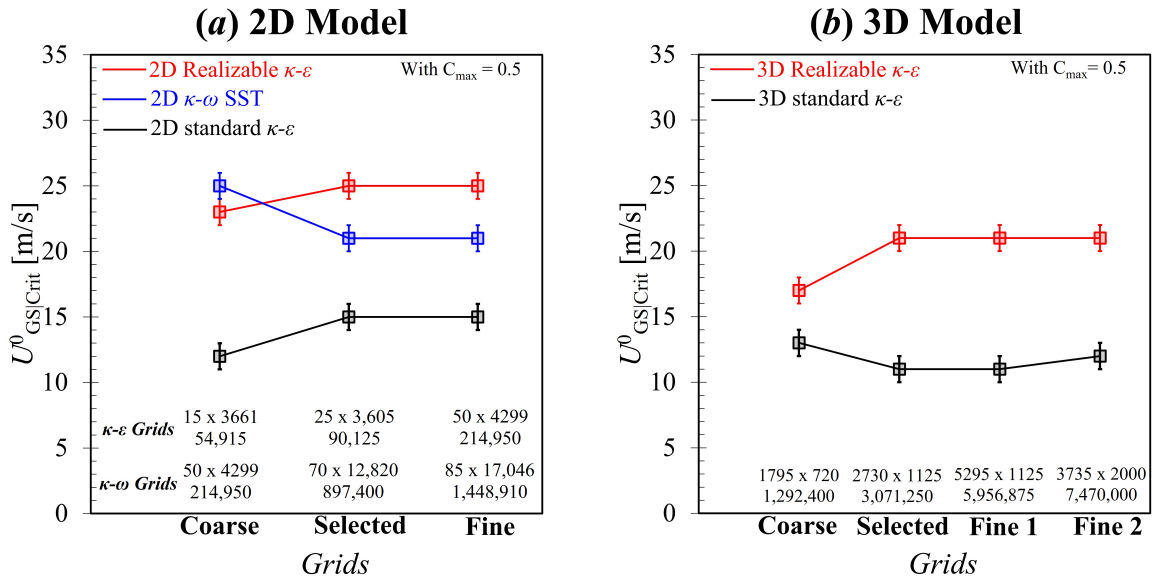 (a) 2D Model
35
30
25
20
15
10
5
0
U⁰GS|Crit [m/s]
2D Realizable κ-ε
2D κ-ω SST
2D standard κ-ε
With Cmax = 0.5
κ-ε Grids
15 x 3661
54,915
25 x 3,605
90,125
50 x 4299
214,950
κ-ω Grids
50 x 4299
214,950
70 x 12,820
897,400
85 x 17,046
1,448,910
Coarse
Selected
Fine
Grids
(b) 3D Model
35
30
25
20
15
10
5
0
U⁰GS|Crit [m/s]
3D Realizable κ-ε
3D standard κ-ε
With Cmax = 0.5
1795 x 720
1,292,400
2730 x 1125
3,071,250
5295 x 1125
5,956,875
3735 x 2000
7,470,000
Coarse
Selected
Fine 1
Fine 2
Grids